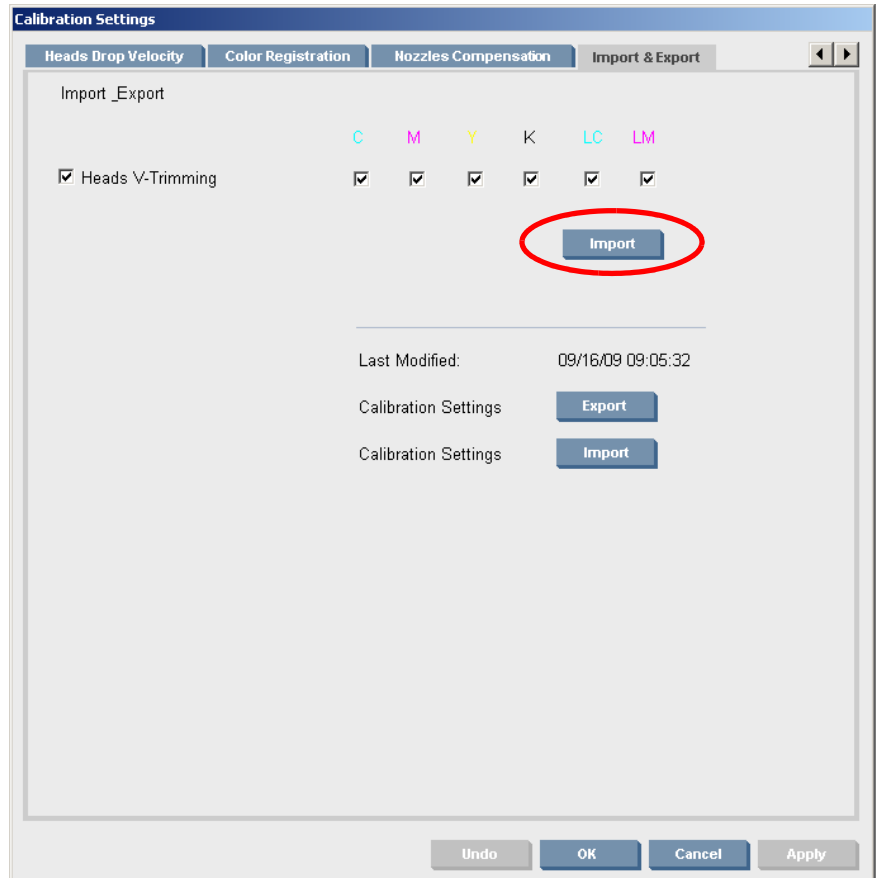 Calibration Settings
Heads Drop Velocity Color Registration Nozzles Compensation Import & Export
Import _Export
C M Y K LC LM
Heads V-Trimming
Import
Last Modified: 09/16/09 09:05:32
Calibration Settings Export
Calibration Settings Import
Undo OK Cancel Apply